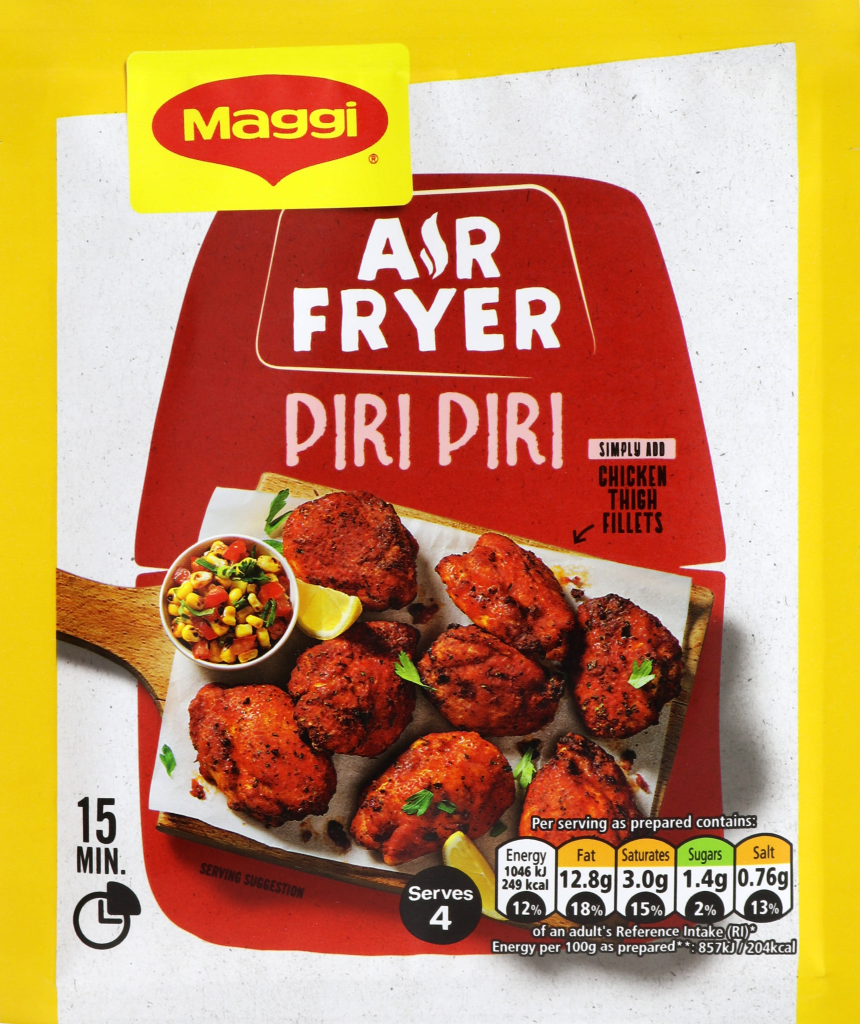 Maggi
®
AIR
FRYER
PIRI PIRI
SIMPLY ADD
CHICKEN
THIGH
FILLETS
15
MIN.
SERVING SUGGESTION
Serves
4
Per serving as prepared contains:
Energy
1046 kJ
249 kcal
12%
Fat
12.8g
18%
Saturates
3.0g
15%
Sugars
1.4g
2%
Salt
0.76g
13%
of an adult's Reference Intake (RI)*
Energy per 100g as prepared**: 857kJ / 204kcal